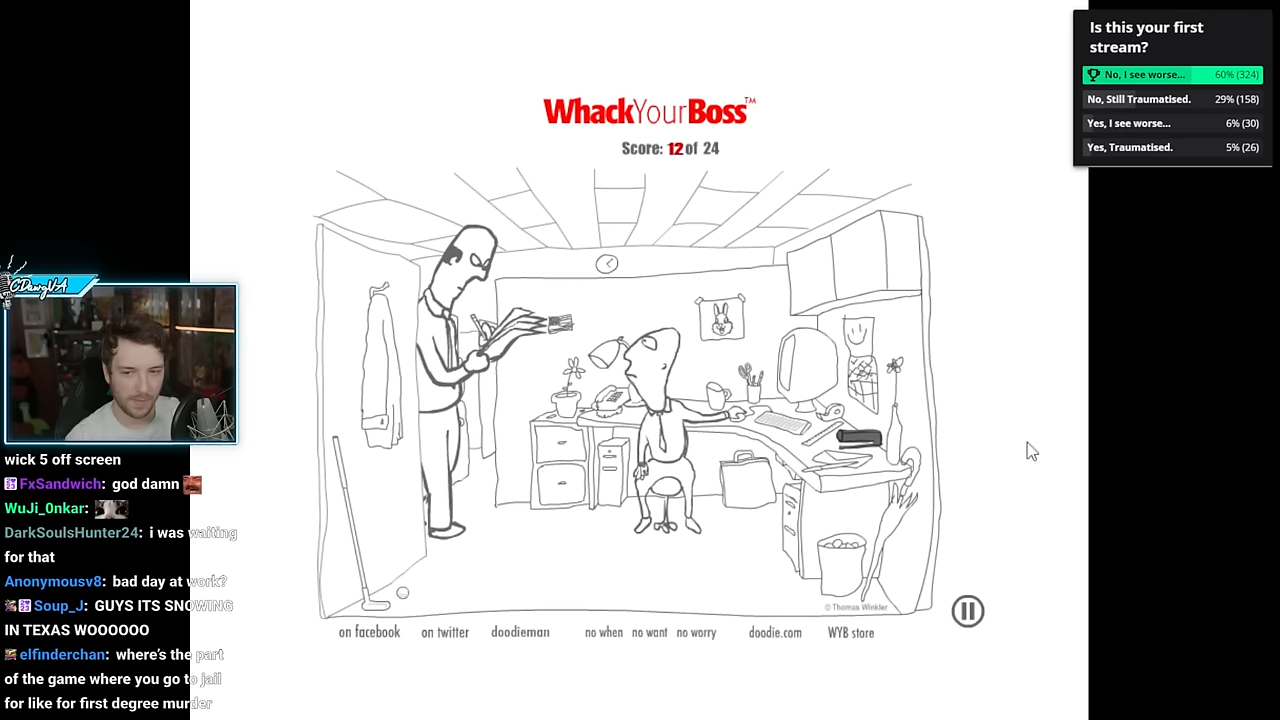 WhackYourBoss™
Score: 12 of 24
Is this your first
stream?
No, I see worse... 60% (324)
No, Still Traumatised. 29% (158)
Yes, I see worse... 6% (30)
Yes, Traumatised. 5% (26)
CDawgVA
wick 5 off screen
FxSandwich: god damn
WuJi_0nkar:
DarkSoulsHunter24: i was waiting
for that
Anonymousv8: bad day at work?
Soup_J: GUYS ITS SNOWING
IN TEXAS WOOOOOO
elfinderchan: where's the part
of the game where you go to jail
for like for first degree murder
© Thomas Winkler
on facebook on twitter doodieman no when no want no worry doodie.com WYB store